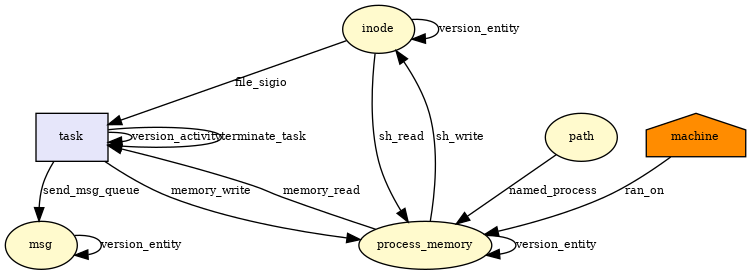 inode
version_entity
file_sigio
task
version_activity
terminate_task
sh_read
sh_write
path
machine
send_msg_queue
memory_write
memory_read
named_process
ran_on
msg
version_entity
process_memory
version_entity